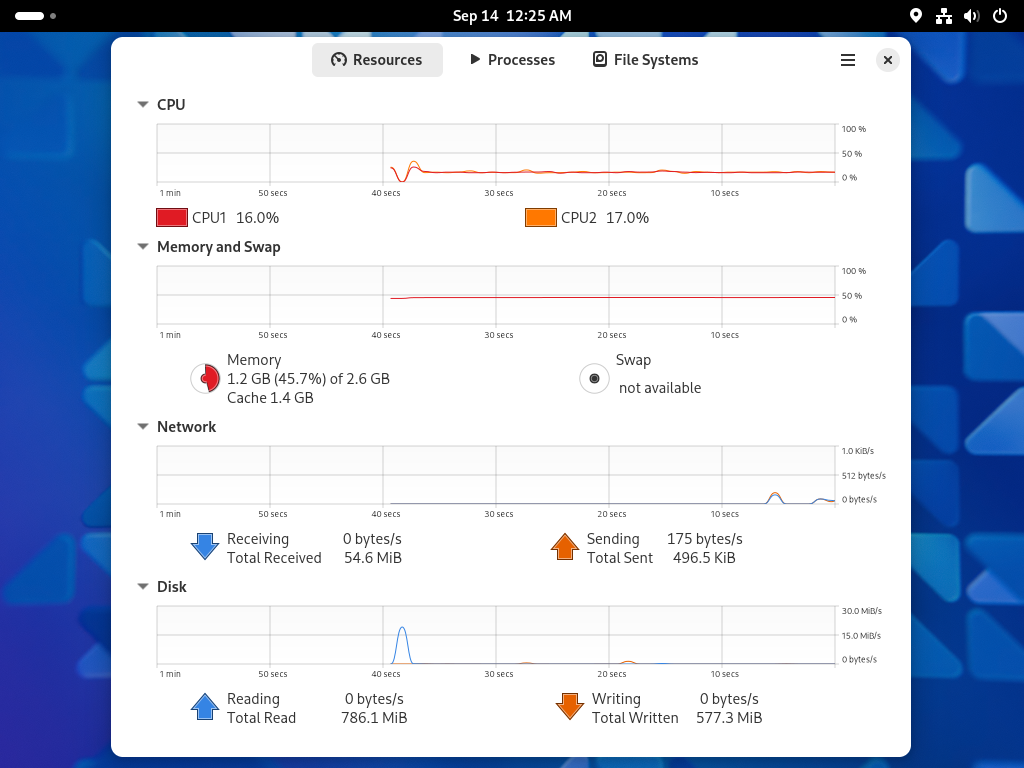 Sep 14 12:25 AM
Resources
Processes
File Systems
CPU
100 %
50 %
0 %
1 min 50 secs 40 secs 30 secs 20 secs 10 secs
CPU1 16.0% CPU2 17.0%
Memory and Swap
100 %
50 %
0 %
1 min 50 secs 40 secs 30 secs 20 secs 10 secs
Memory
1.2 GB (45.7%) of 2.6 GB
Cache 1.4 GB
Swap
not available
Network
1.0 KiB/s
512 bytes/s
0 bytes/s
1 min 50 secs 40 secs 30 secs 20 secs 10 secs
Receiving 0 bytes/s
Total Received 54.6 MiB
Sending 175 bytes/s
Total Sent 496.5 KiB
Disk
30.0 MiB/s
15.0 MiB/s
0 bytes/s
1 min 50 secs 40 secs 30 secs 20 secs 10 secs
Reading 0 bytes/s
Total Read 786.1 MiB
Writing 0 bytes/s
Total Written 577.3 MiB